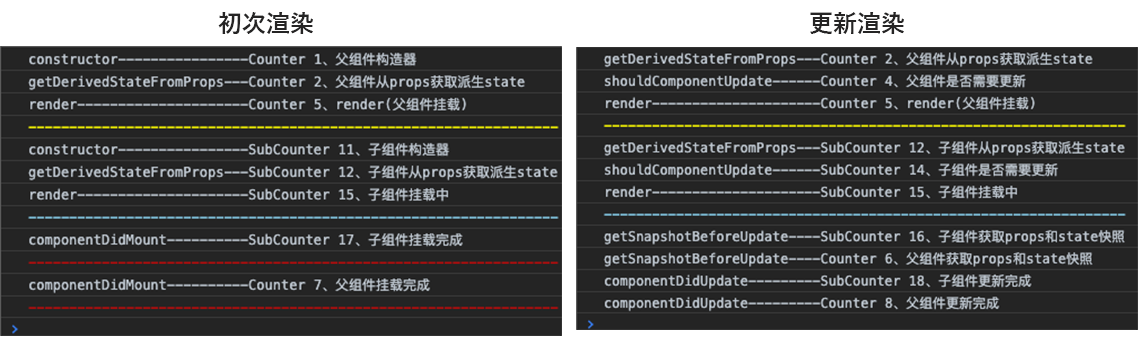 初次渲染
constructor----------------Counter 1、父组件构造器
getDerivedStateFromProps---Counter 2、父组件从props获取派生state
render---------------------Counter 5、render(父组件挂载)
-----------------------------------------------------------------
constructor----------------SubCounter 11、子组件构造器
getDerivedStateFromProps---SubCounter 12、子组件从props获取派生state
render---------------------SubCounter 15、子组件挂载中
-----------------------------------------------------------------
componentDidMount----------SubCounter 17、子组件挂载完成
-----------------------------------------------------------------
componentDidMount----------Counter 7、父组件挂载完成
-----------------------------------------------------------------
>
更新渲染
getDerivedStateFromProps---Counter 2、父组件从props获取派生state
shouldComponentUpdate------Counter 4、父组件是否需要更新
render---------------------Counter 5、render(父组件挂载)
----------------------------------------------------------------
getDerivedStateFromProps---SubCounter 12、子组件从props获取派生state
shouldComponentUpdate------SubCounter 14、子组件是否需要更新
render---------------------SubCounter 15、子组件挂载中
----------------------------------------------------------------
getSnapshotBeforeUpdate----SubCounter 16、子组件获取props和state快照
getSnapshotBeforeUpdate----Counter 6、父组件获取props和state快照
componentDidUpdate---------SubCounter 18、子组件更新完成
componentDidUpdate---------Counter 8、父组件更新完成
>